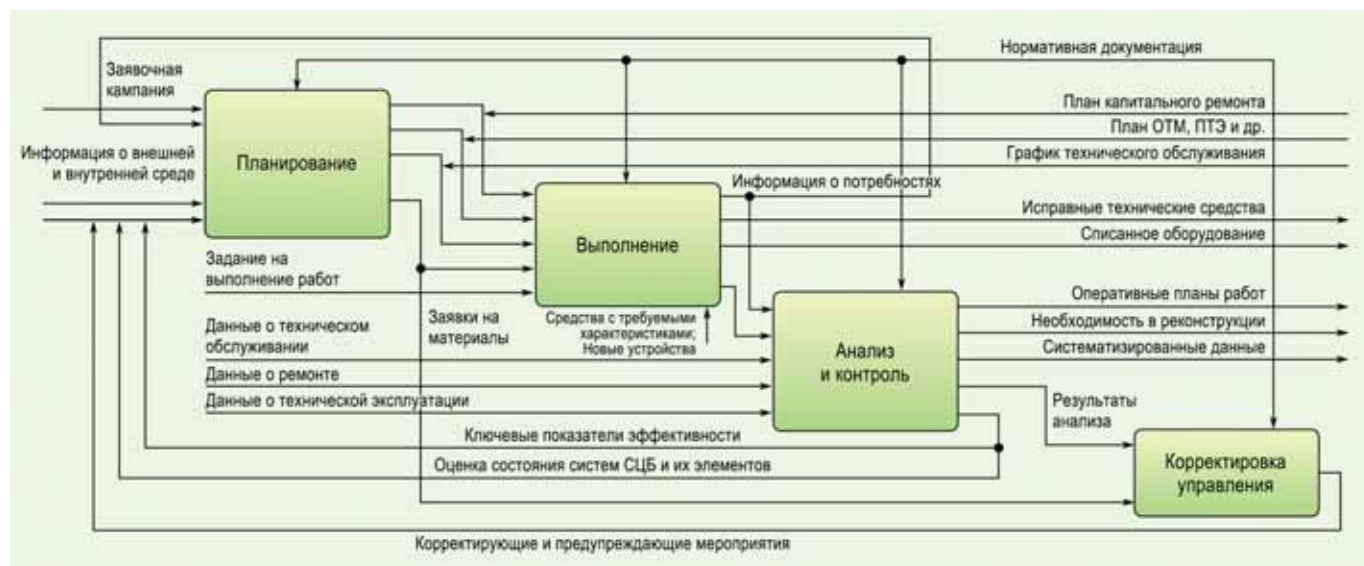 Нормативная документация
Заявочная
кампания
План капитального ремонта
План ОТМ, ПТЭ и др.
График технического обслуживания
Информация о внешней
и внутренней среде
Планирование
Информация о потребностях
Исправные технические средства
Списанное оборудование
Выполнение
Задание на
выполнение работ
Заявки на
материалы
Средства с требуемыми
характеристиками;
Новые устройства
Оперативные планы работ
Необходимость в реконструкции
Систематизированные данные
Данные о техническом
обслуживании
Данные о ремонте
Данные о технической эксплуатации
Анализ
и контроль
Результаты
анализа
Ключевые показатели эффективности
Оценка состояния систем СЦБ и их элементов
Корректировка
управления
Корректирующие и предупреждающие мероприятия